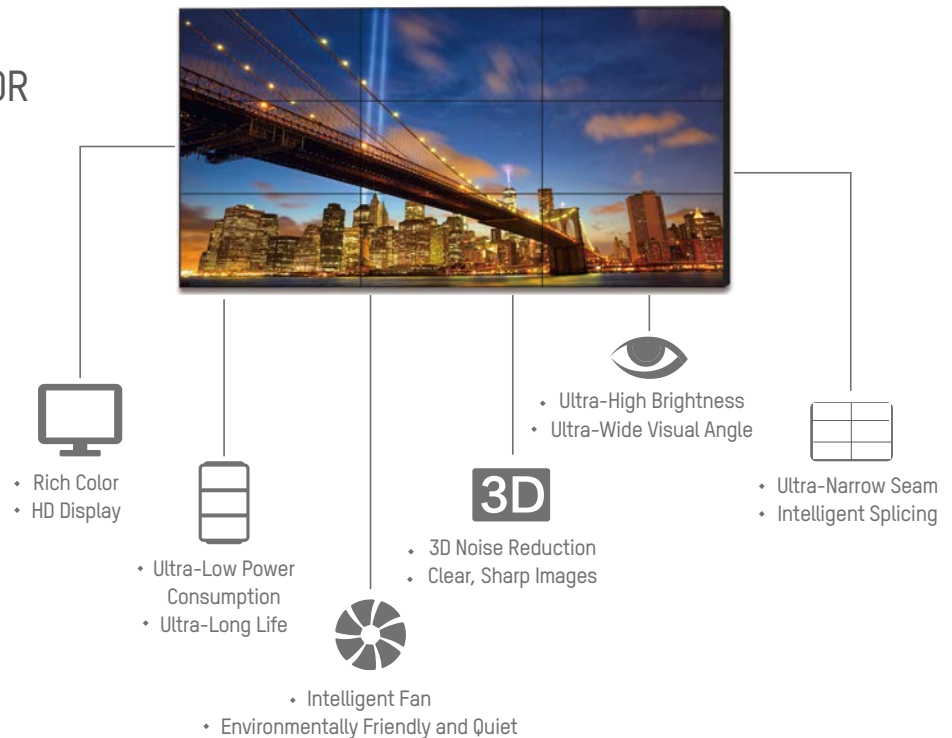 OR
• Ultra-High Brightness
• Ultra-Wide Visual Angle
• Rich Color
• HD Display
3D
• Ultra-Narrow Seam
• Intelligent Splicing
• 3D Noise Reduction
• Clear, Sharp Images
• Ultra-Low Power
Consumption
• Ultra-Long Life
• Intelligent Fan
• Environmentally Friendly and Quiet